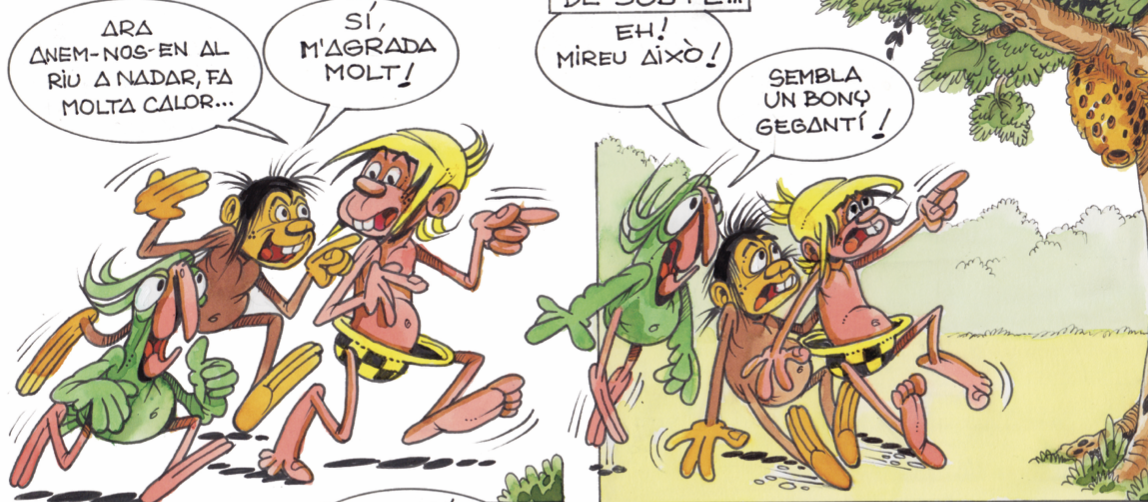 ARA
ANEM-NOS-EN AL
RIU A NADAR, FA
MOLTA CALOR...
SÍ,
M'AGRADA
MOLT!
EH!
MIREU AIXÒ!
SEMBLA
UN BONY
GEGANTÍ!